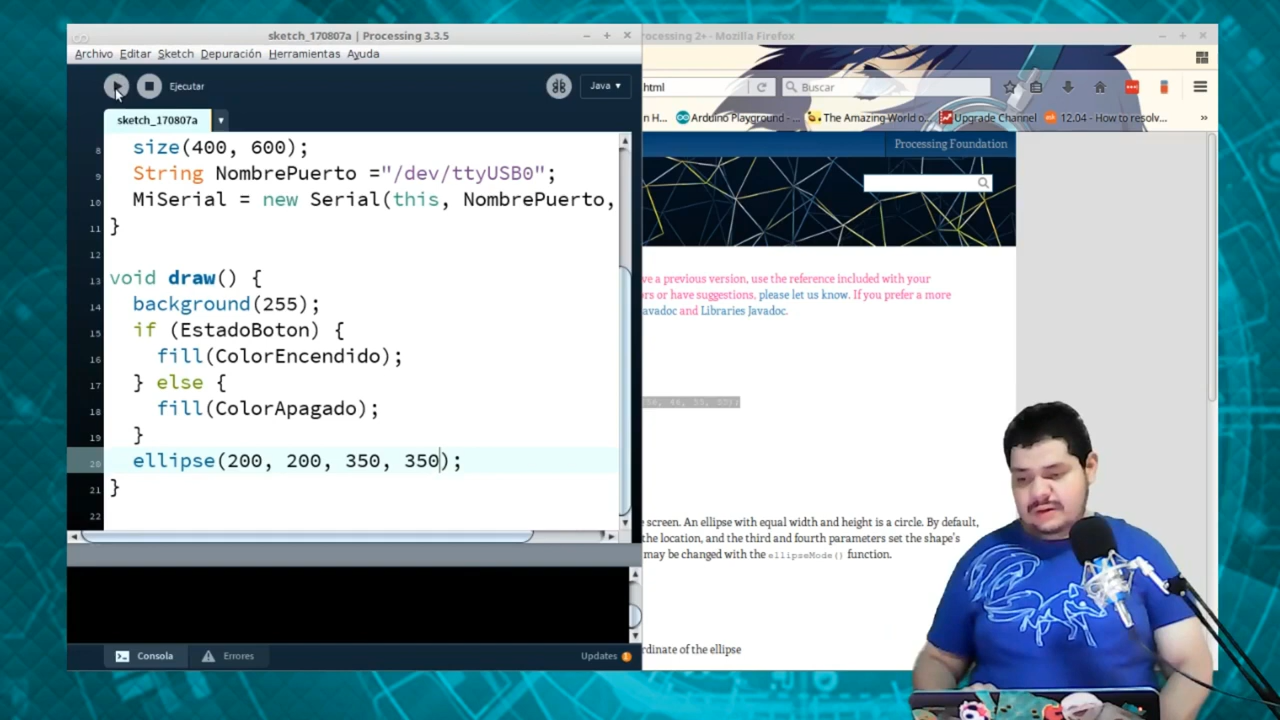 sketch_170807a | Processing 3.3.5
Archivo Editar Sketch Depuración Herramientas Ayuda
Ejecutar
Java ▾
sketch_170807a
8 size(400, 600);
9 String NombrePuerto ="/dev/ttyUSB0";
10 MiSerial = new Serial(this, NombrePuerto,
11 }
12
13 void draw() {
14 background(255);
15 if (EstadoBoton) {
16 fill(ColorEncendido);
17 } else {
18 fill(ColorApagado);
19 }
20 ellipse(200, 200, 350, 350);
21 }
22
Consola
Errores
Updates
rocessing 2+ - Mozilla Firefox
html
Buscar
n H... Arduino Playground - ... The Amazing World o... Upgrade Channel 12.04 - How to resolv... »
Processing Foundation
ve a previous version, use the reference included with your
rs or have suggestions, please let us know. If you prefer a more
avadoc and Libraries Javadoc.
56, 46, 55, 55);
e screen. An ellipse with equal width and height is a circle. By default,
the location, and the third and fourth parameters set the shape's
may be changed with the ellipseMode() function.
rdinate of the ellipse